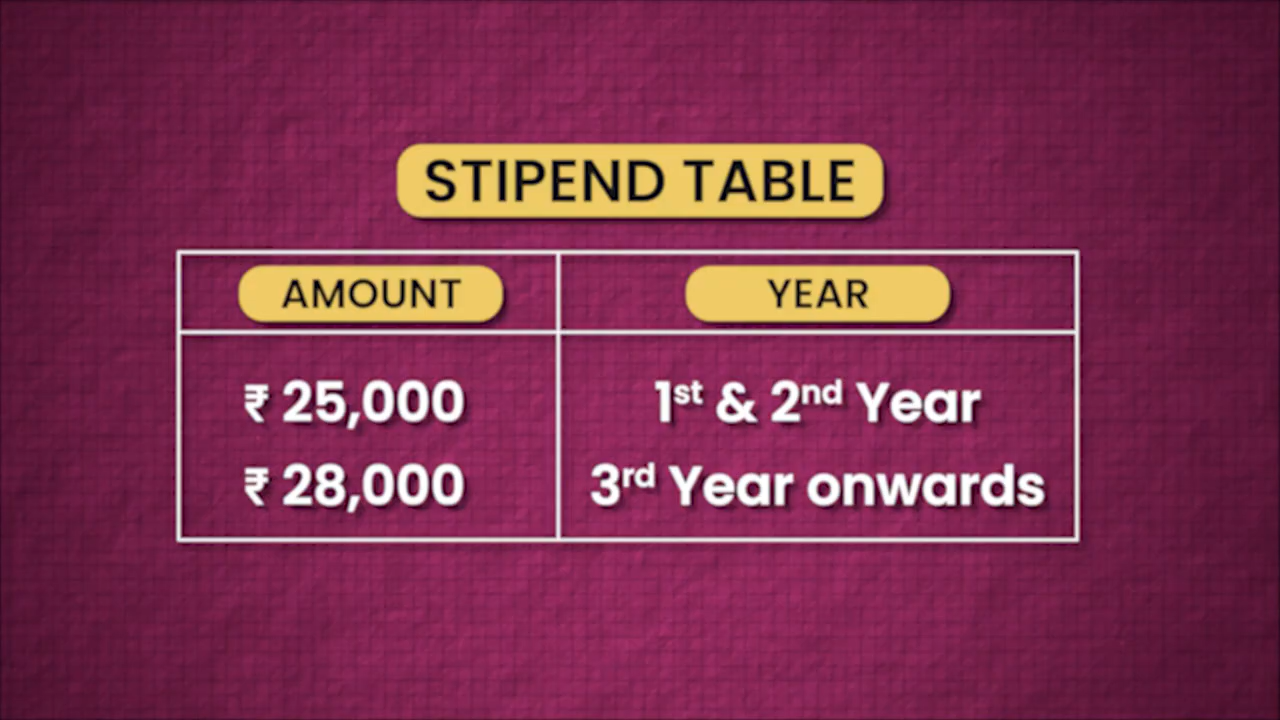 STIPEND TABLE
AMOUNT YEAR
₹ 25,000 1st & 2nd Year
₹ 28,000 3rd Year onwards